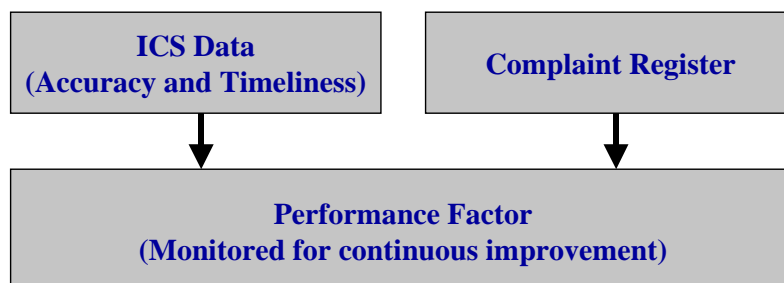 ICS Data
(Accuracy and Timeliness)
Complaint Register
Performance Factor
(Monitored for continuous improvement)